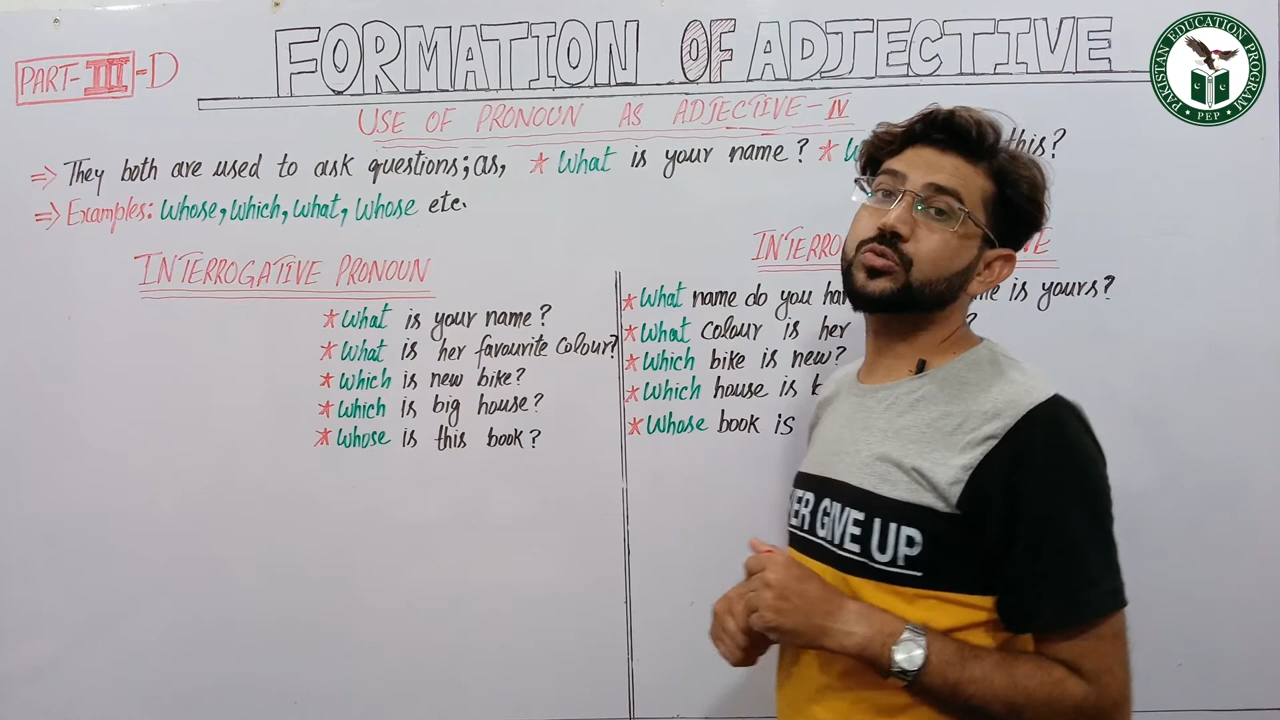 PART-III-D
FORMATION OF ADJECTIVE
USE OF PRONOUN AS ADJECTIVE-IV
⇒ They both are used to ask questions; as, * What is your name? * this?
⇒ Examples: Whose, Which, What, Whose etc.
INTERROGATIVE PRONOUN
* What is your name?
* What is her favourite colour?
* Which is new bike?
* Which is big house?
* Whose is this book?
* What name do you is yours?
* What colour is her ?
* Which bike is new?
* Which house is
* Whose book is
GIVE UP
PAKISTAN EDUCATION PROGRAM
PEP